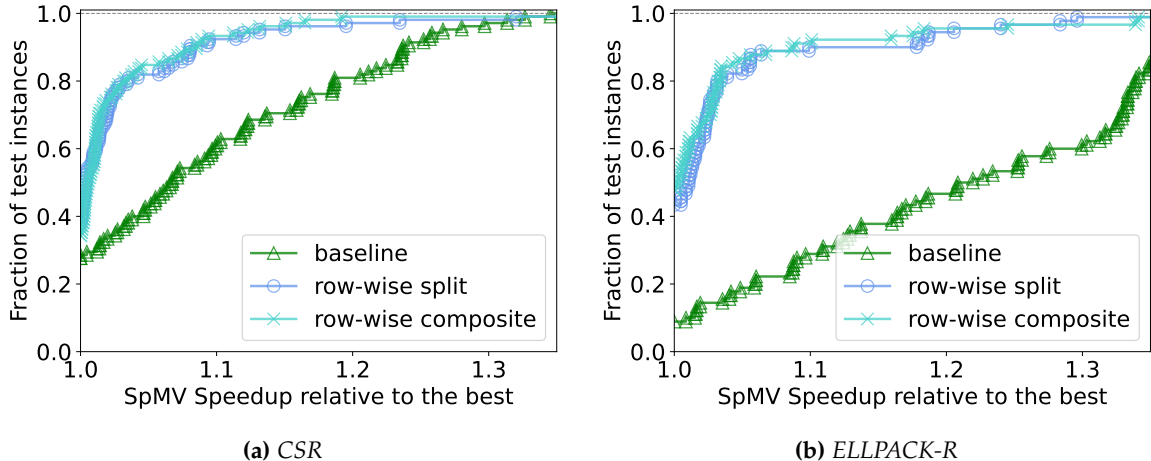 1.0
0.8
0.6
0.4
0.2
0.0
Fraction of test instances
baseline
row-wise split
row-wise composite
1.0 1.1 1.2 1.3
SpMV Speedup relative to the best
(a) CSR
1.0
0.8
0.6
0.4
0.2
0.0
Fraction of test instances
baseline
row-wise split
row-wise composite
1.0 1.1 1.2 1.3
SpMV Speedup relative to the best
(b) ELLPACK-R